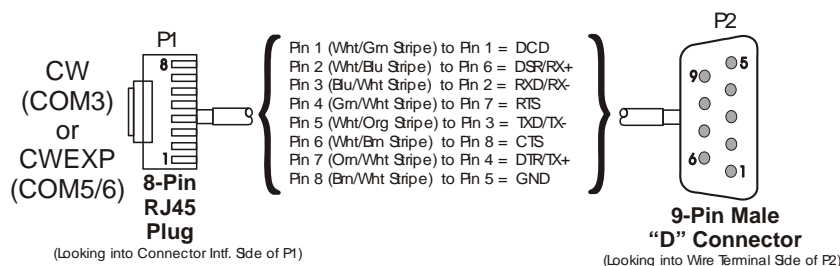 P1
P2
8
1
CW
(COM3)
or
CWEXP
(COM5/6)
8-Pin
RJ45
Plug
(Looking into Connector Intf. Side of P1)
Pin 1 (Wht/Grn Stripe) to Pin 1 = DCD
Pin 2 (Wht/Blu Stripe) to Pin 6 = DSR/RX+
Pin 3 (Blu/Wht Stripe) to Pin 2 = RXD/RX-
Pin 4 (Grn/Wht Stripe) to Pin 7 = RTS
Pin 5 (Wht/Org Stripe) to Pin 3 = TXD/TX-
Pin 6 (Wht/Brn Stripe) to Pin 8 = CTS
Pin 7 (Orn/Wht Stripe) to Pin 4 = DTR/TX+
Pin 8 (Brn/Wht Stripe) to Pin 5 = GND
5
9
6
1
9-Pin Male
“D” Connector
(Looking into Wire Terminal Side of P2)